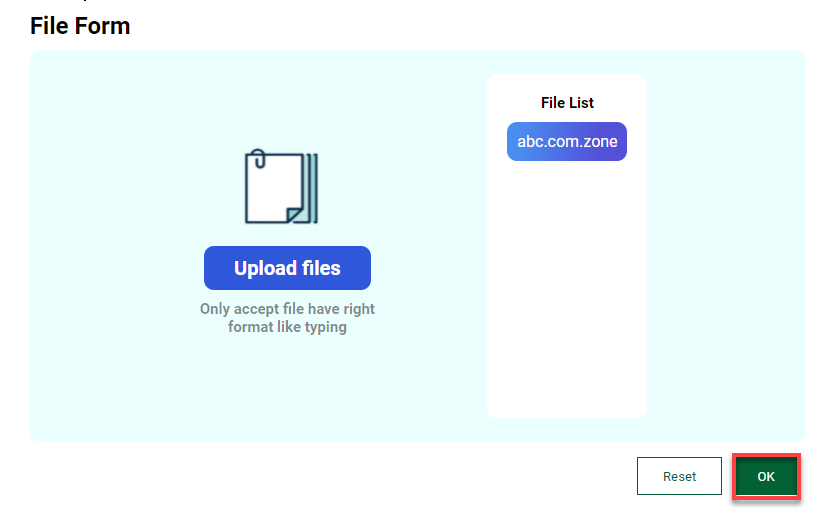 File Form
File List
abc.com.zone
Upload files
Only accept file have right
format like typing
Reset
OK